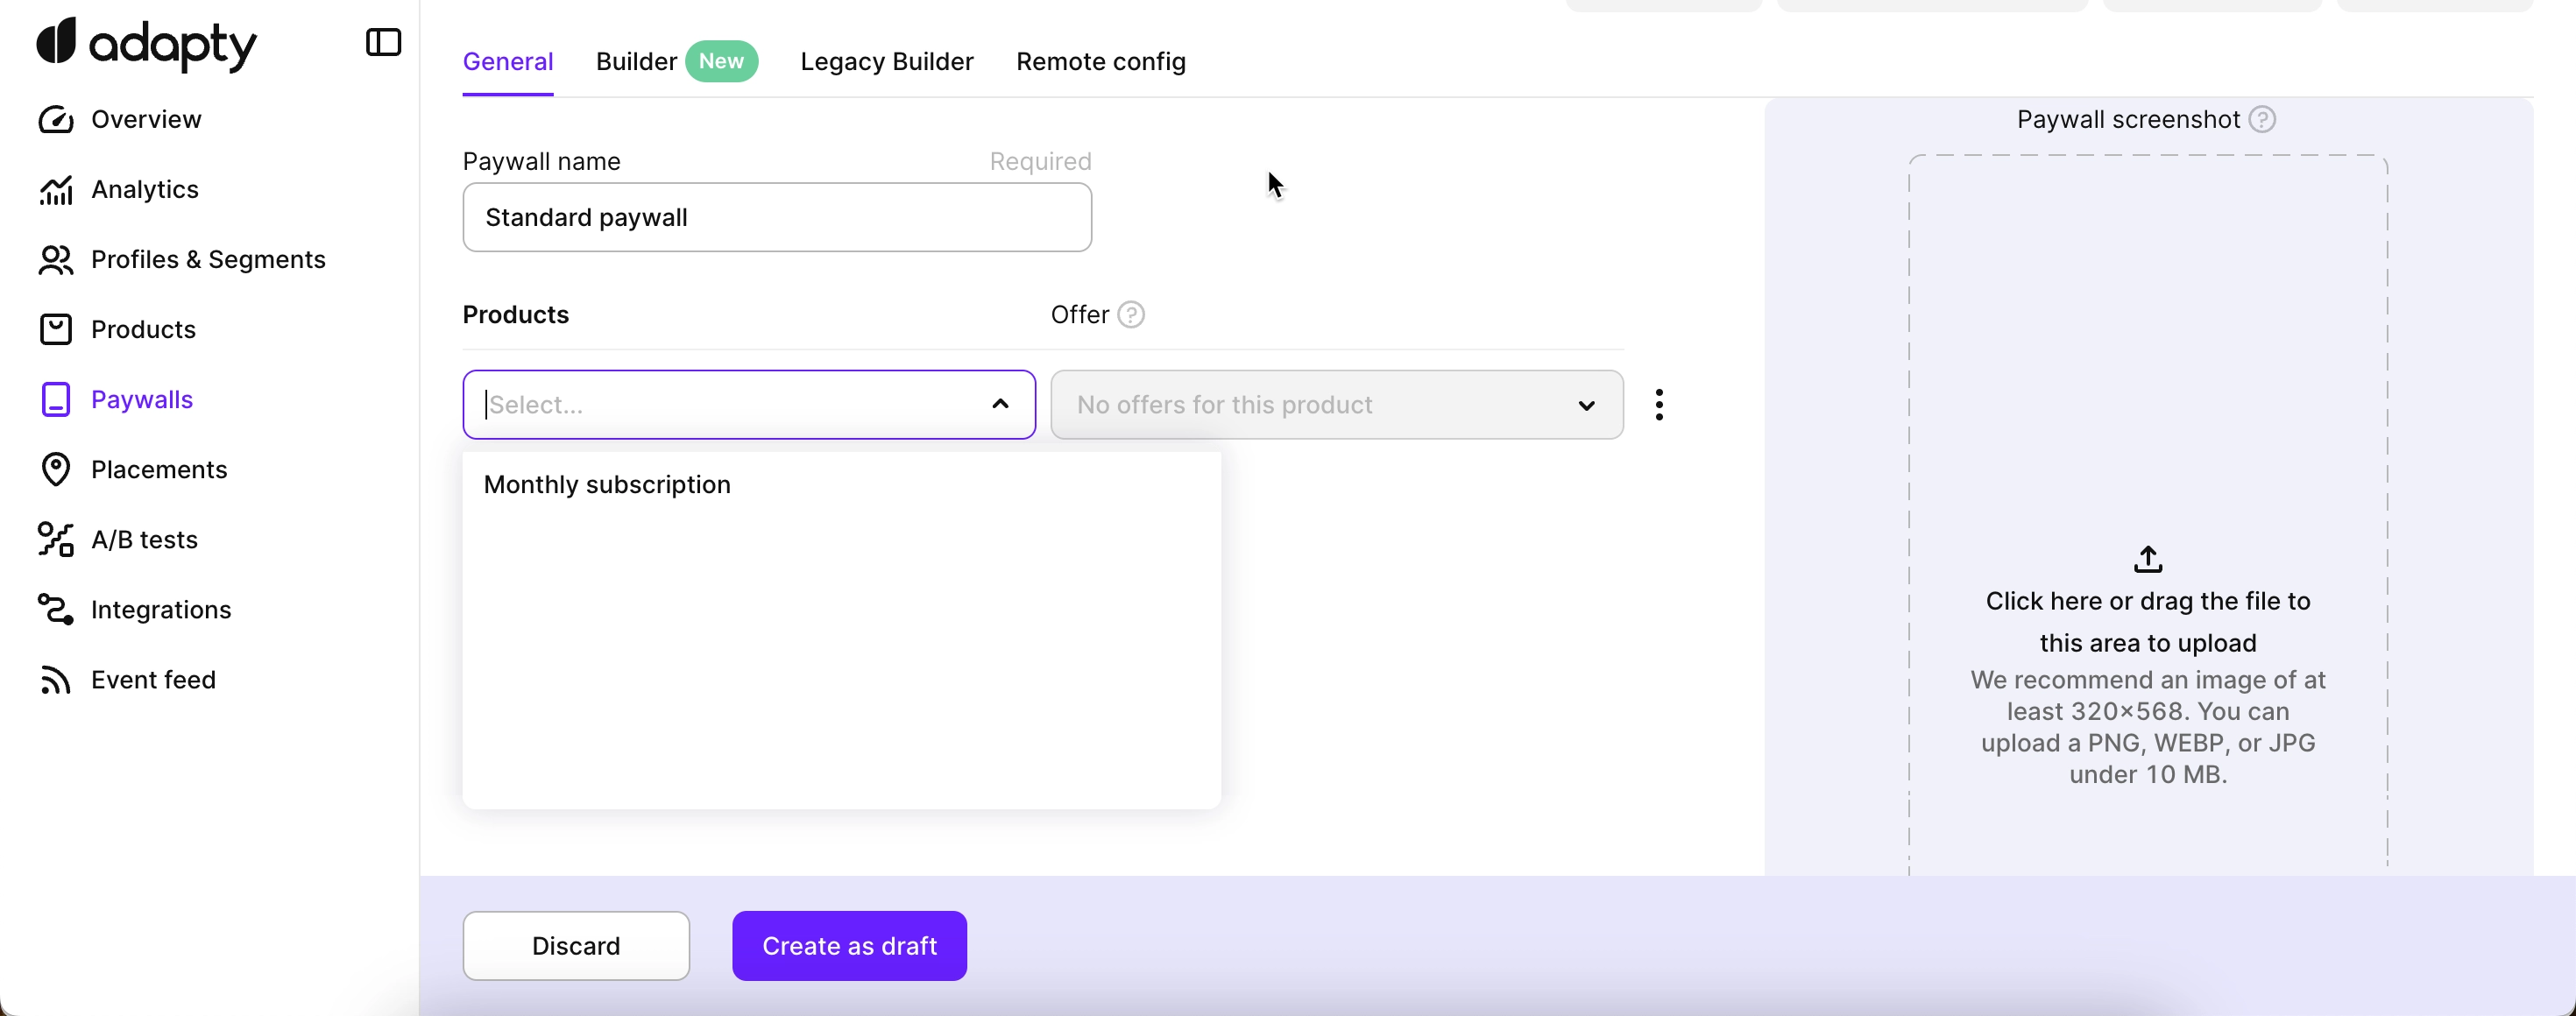 adapty
Overview
Analytics
Profiles & Segments
Products
Paywalls
Placements
A/B tests
Integrations
Event feed
General
Builder New
Legacy Builder
Remote config
Paywall name
Required
Standard paywall
Products
Offer ?
Select...
No offers for this product
Monthly subscription
Paywall screenshot ?
Click here or drag the file to
this area to upload
We recommend an image of at
least 320×568. You can
upload a PNG, WEBP, or JPG
under 10 MB.
Discard
Create as draft